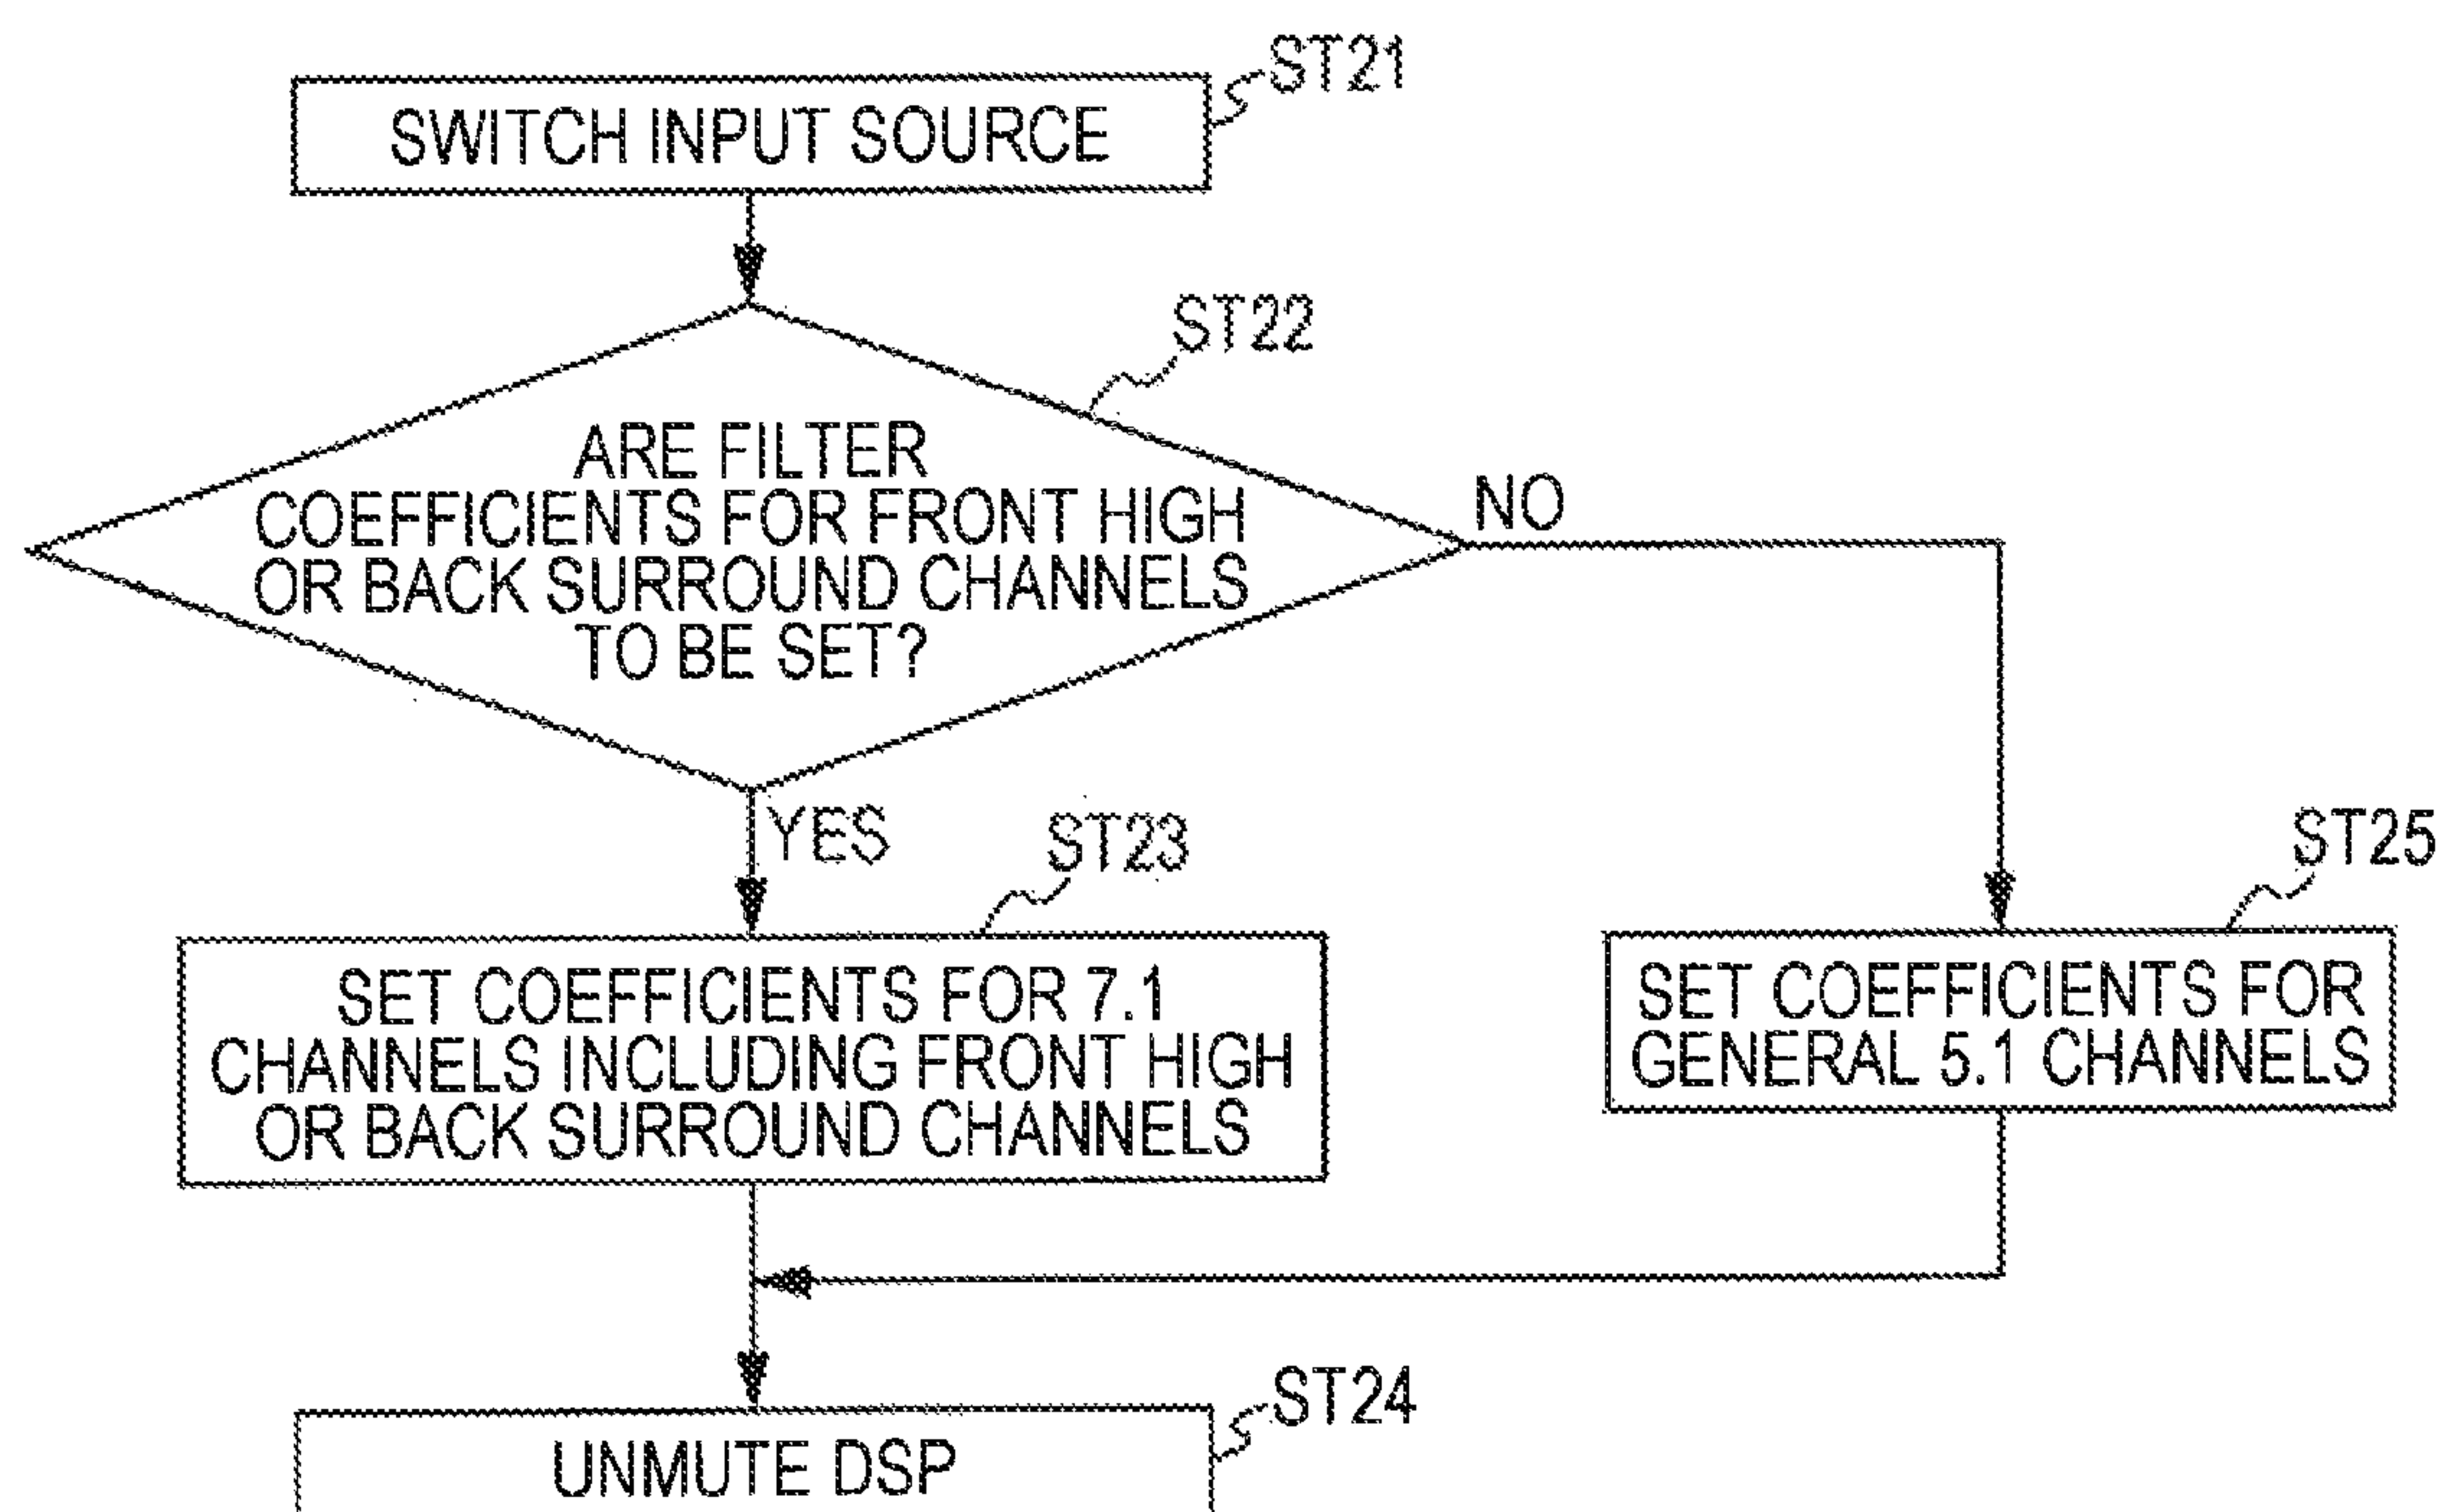 ST21
SWITCH INPUT SOURCE
ST22
ARE FILTER
COEFFICIENTS FOR FRONT HIGH
OR BACK SURROUND CHANNELS
TO BE SET?
NO
YES
ST23
ST25
SET COEFFICIENTS FOR 7.1
CHANNELS INCLUDING FRONT HIGH
OR BACK SURROUND CHANNELS
SET COEFFICIENTS FOR
GENERAL 5.1 CHANNELS
ST24
UNMUTE DSP